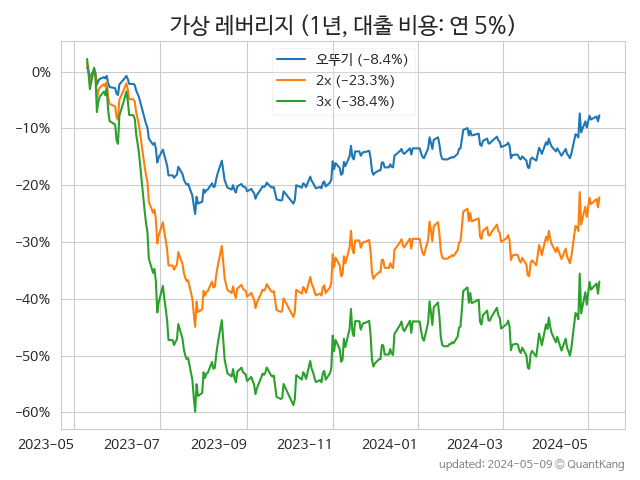 가상 레버리지 (1년, 대출 비용: 연 5%)
오뚜기 (−8.4%)
2x (−23.3%)
3x (−38.4%)
0%
−10%
−20%
−30%
−40%
−50%
−60%
2023-05 2023-07 2023-09 2023-11 2024-01 2024-03 2024-05
updated: 2024-05-09 ⓒ QuantKang